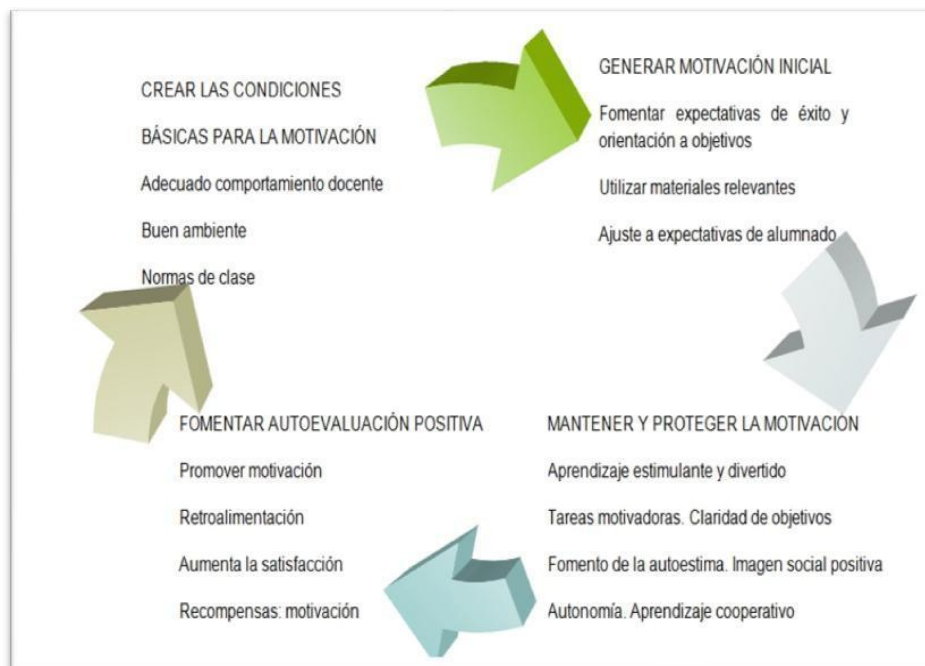 CREAR LAS CONDICIONES
BÁSICAS PARA LA MOTIVACIÓN
Adecuado comportamiento docente
Buen ambiente
Normas de clase
GENERAR MOTIVACIÓN INICIAL
Fomentar expectativas de éxito y
orientación a objetivos
Utilizar materiales relevantes
Ajuste a expectativas de alumnado
MANTENER Y PROTEGER LA MOTIVACIÓN
Aprendizaje estimulante y divertido
Tareas motivadoras. Claridad de objetivos
Fomento de la autoestima. Imagen social positiva
Autonomía. Aprendizaje cooperativo
FOMENTAR AUTOEVALUACIÓN POSITIVA
Promover motivación
Retroalimentación
Aumenta la satisfacción
Recompensas: motivación